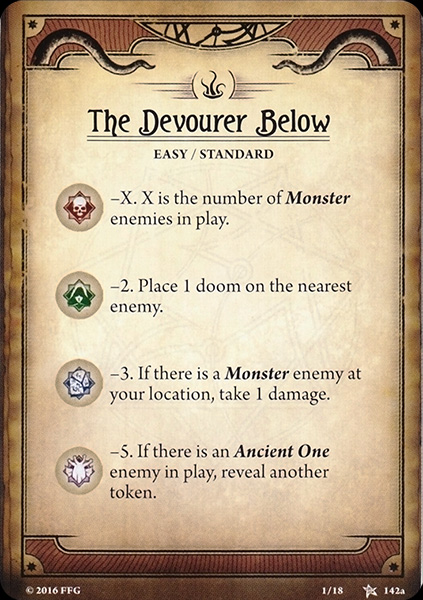 The Devourer Below
EASY / STANDARD
–X. X is the number of Monster
enemies in play.
–2. Place 1 doom on the nearest
enemy.
–3. If there is a Monster enemy at
your location, take 1 damage.
–5. If there is an Ancient One
enemy in play, reveal another
token.
© 2016 FFG
1/18
142a